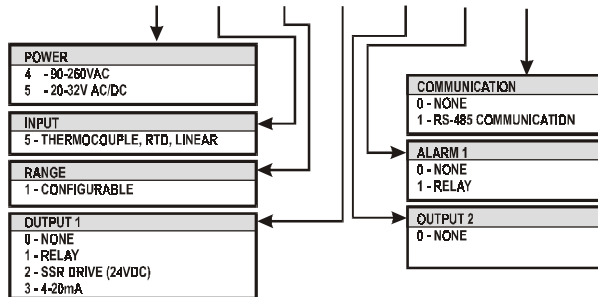 POWER
4 - 90-260VAC
5 - 20-32V AC/DC
INPUT
5 - THERMOCOUPLE, RTD, LINEAR
RANGE
1 - CONFIGURABLE
OUTPUT 1
0 - NONE
1 - RELAY
2 - SSR DRIVE (24VDC)
3 - 4-20mA
COMMUNICATION
0 - NONE
1 - RS-485 COMMUNICATION
ALARM 1
0 - NONE
1 - RELAY
OUTPUT 2
0 - NONE